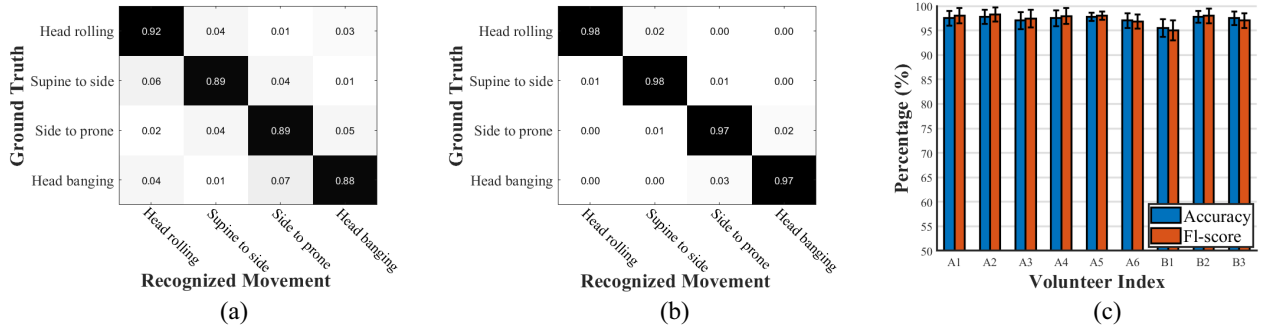 Ground Truth
Head rolling 0.92 0.04 0.01 0.03
Supine to side 0.06 0.89 0.04 0.01
Side to prone 0.02 0.04 0.89 0.05
Head banging 0.04 0.01 0.07 0.88
Head rolling Supine to side Side to prone Head banging
Recognized Movement
(a)
Ground Truth
Head rolling 0.98 0.02 0.00 0.00
Supine to side 0.01 0.98 0.01 0.00
Side to prone 0.00 0.01 0.97 0.02
Head banging 0.00 0.00 0.03 0.97
Head rolling Supine to side Side to prone Head banging
Recognized Movement
(b)
Percentage (%)
100
95
90
85
80
75
70
65
60
55
50
Accuracy
F1-score
A1 A2 A3 A4 A5 A6 B1 B2 B3
Volunteer Index
(c)